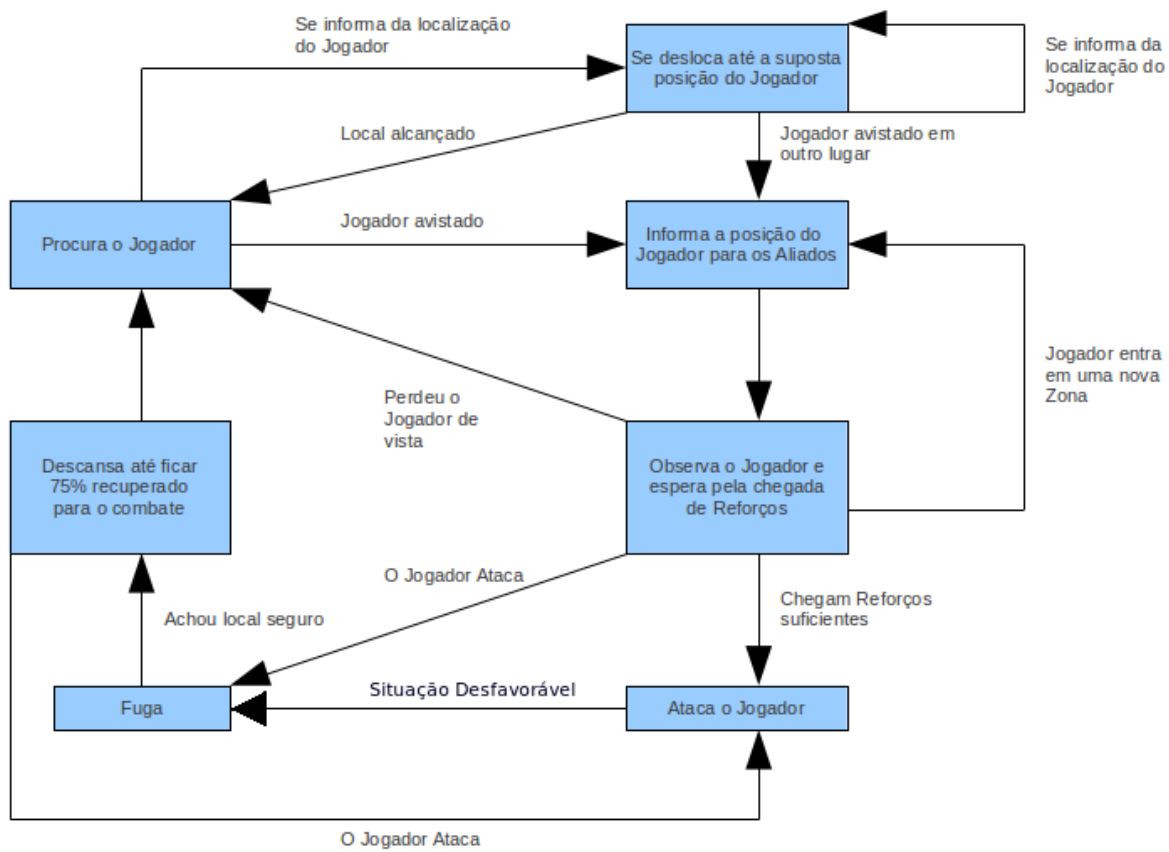 Se informa da localização
do Jogador
Se desloca até a suposta
posição do Jogador
Se informa da
localização do
Jogador
Local alcançado
Jogador avistado em
outro lugar
Procura o Jogador
Jogador avistado
Informa a posição do
Jogador para os Aliados
Jogador entra
em uma nova
Zona
Perdeu o
Jogador de
vista
Descansa até ficar
75% recuperado
para o combate
Observa o Jogador e
espera pela chegada
de Reforços
O Jogador Ataca
Achou local seguro
Chegam Reforços
suficientes
Fuga
Situação Desfavorável
Ataca o Jogador
O Jogador Ataca